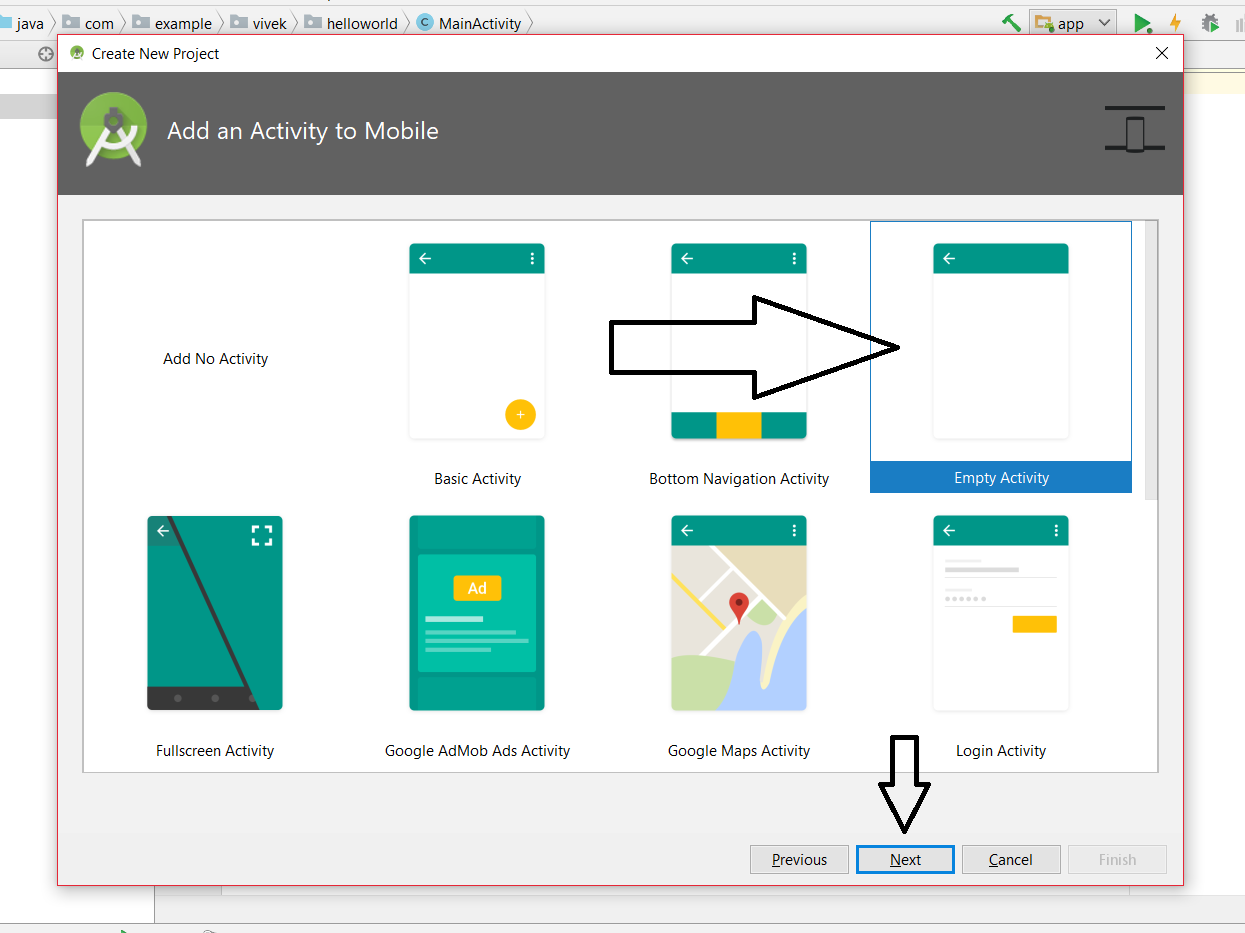 java com example vivek helloworld C MainActivity app
Create New Project
Add an Activity to Mobile
Add No Activity
Basic Activity
Bottom Navigation Activity
Empty Activity
Ad
Fullscreen Activity
Google AdMob Ads Activity
Google Maps Activity
Login Activity
Previous
Next
Cancel
Finish